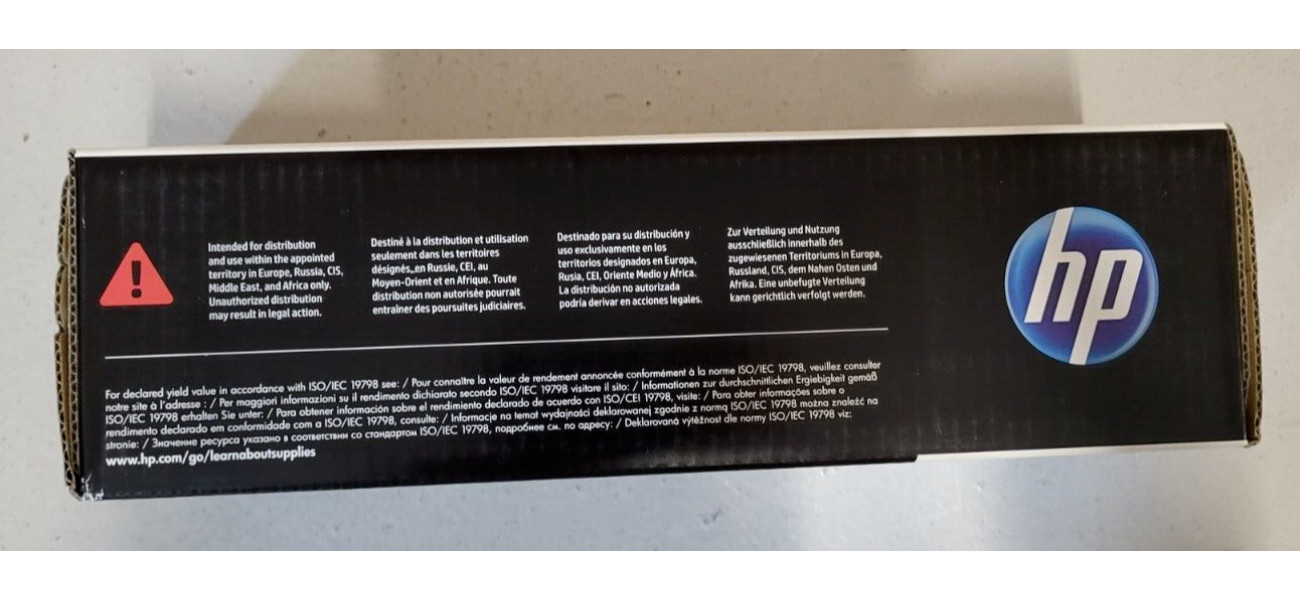 Intended for distribution
and use within the appointed
territory in Europe, Russia, CIS,
Middle East, and Africa only.
Unauthorized distribution
may result in legal action.
Destiné à la distribution et utilisation
seulement dans les territoires
désignés, en Russie, CEI, au
Moyen-Orient et en Afrique. Toute
distribution non autorisée pourrait
entraîner des poursuites judiciaires.
Destinado para su distribución y
uso exclusivamente en los
territorios designados en Europa,
Rusia, CEI, Oriente Medio y África.
La distribución no autorizada
podría derivar en acciones legales.
Zur Verteilung und Nutzung
ausschließlich innerhalb des
zugewiesenen Territoriums in Europa,
Russland, CIS, dem Nahen Osten und
Afrika. Eine unbefugte Verteilung
kann gerichtlich verfolgt werden.
hp
For declared yield value in accordance with ISO/IEC 19798 see: / Pour connaître la valeur de rendement annoncée conformément à la norme ISO/IEC 19798, veuillez consulter
notre site à l'adresse : / Per maggiori informazioni su il rendimento dichiarato secondo ISO/IEC 19798 visitare il sito: / Informationen zur durchschnittlichen Ergiebigkeit gemäß
ISO/IEC 19798 erhalten Sie unter: / Para obtener información sobre el rendimiento declarado de acuerdo con ISO/CEI 19798, visite: / Para obter informações sobre o
rendimento declarado em conformidade com a ISO/IEC 19798, consulte: / Informacje na temat wydajności deklarowanej zgodnie z normą ISO/IEC 19798 można znaleźć na
stronie: / Значение ресурса указано в соответствии со стандартом ISO/IEC 19798, подробнее см. по адресу: / Deklarovaná výtěžnost dle normy ISO/IEC 19798 viz:
www.hp.com/go/learnaboutsupplies